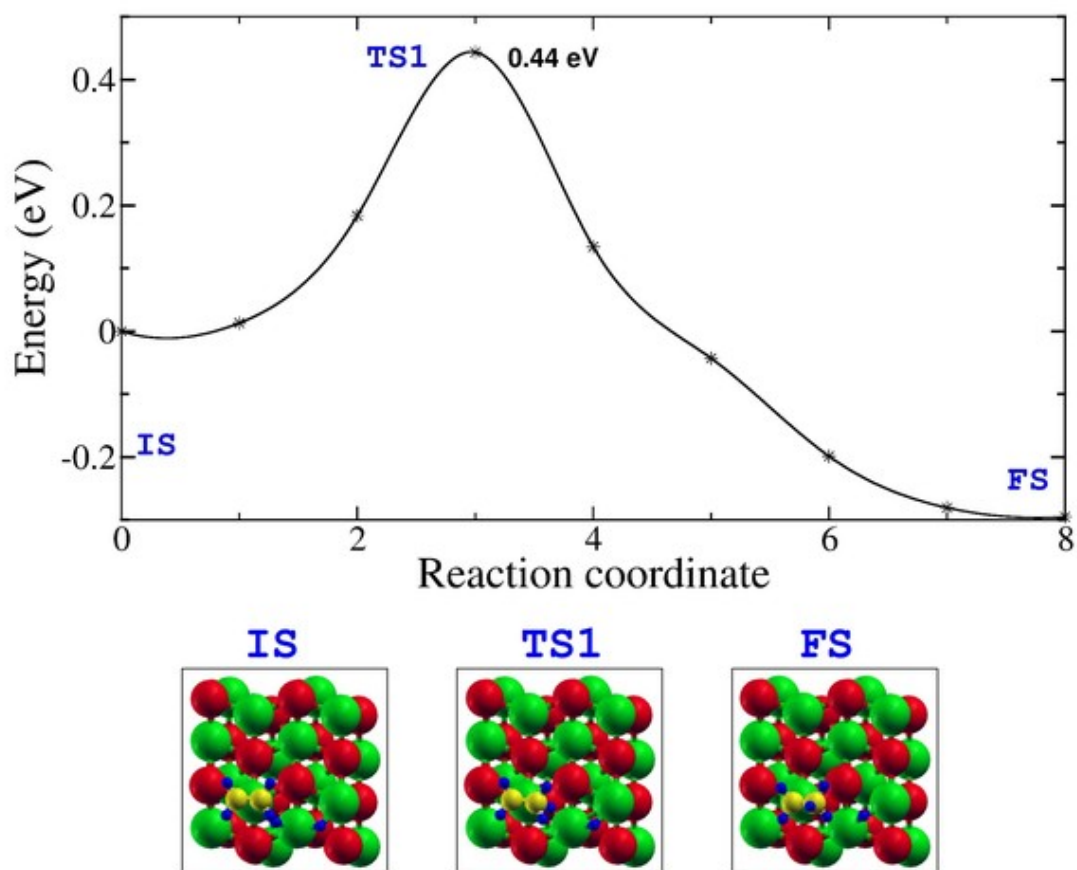 TS1 0.44 eV
0.4
0.2
0
-0.2
Energy (eV)
IS
FS
0 2 4 6 8
Reaction coordinate
IS TS1 FS